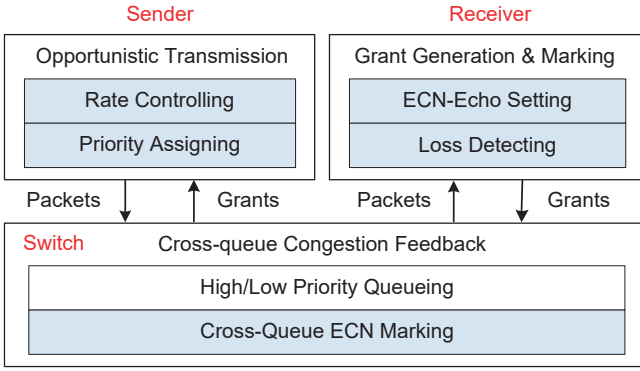 Sender
Receiver
Opportunistic Transmission
Rate Controlling
Priority Assigning
Grant Generation & Marking
ECN-Echo Setting
Loss Detecting
Packets
Grants
Packets
Grants
Switch
Cross-queue Congestion Feedback
High/Low Priority Queueing
Cross-Queue ECN Marking